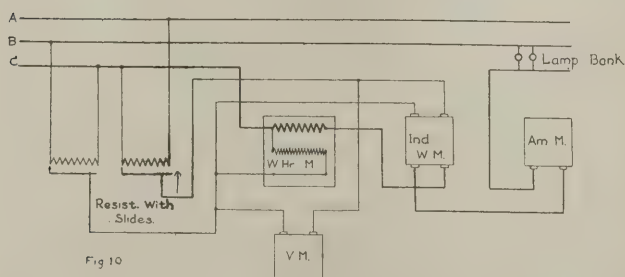 A
B
C
Lamp Bank
Ind
W M.
Am M.
W Hr M.
Resist. With
Slides.
V M.
Fig 10